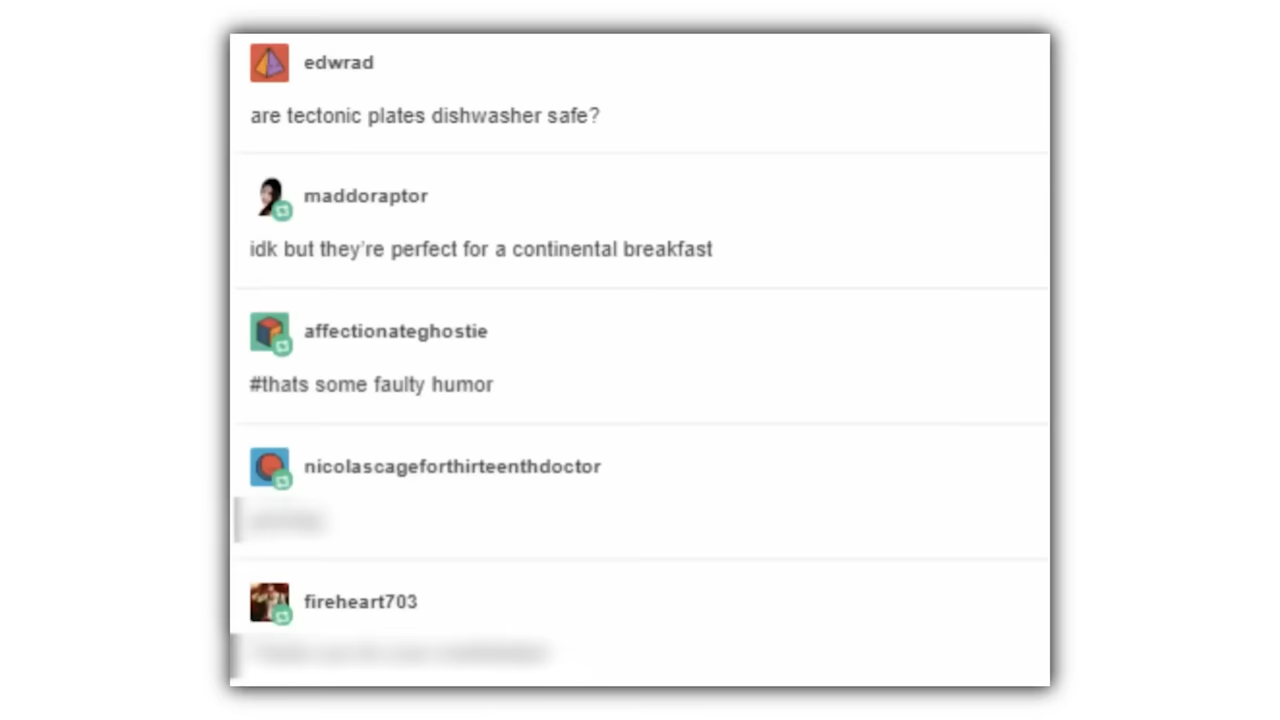 edwrad
are tectonic plates dishwasher safe?
maddoraptor
idk but they're perfect for a continental breakfast
affectionateghostie
#thats some faulty humor
nicolascageforthirteenthdoctor
fireheart703